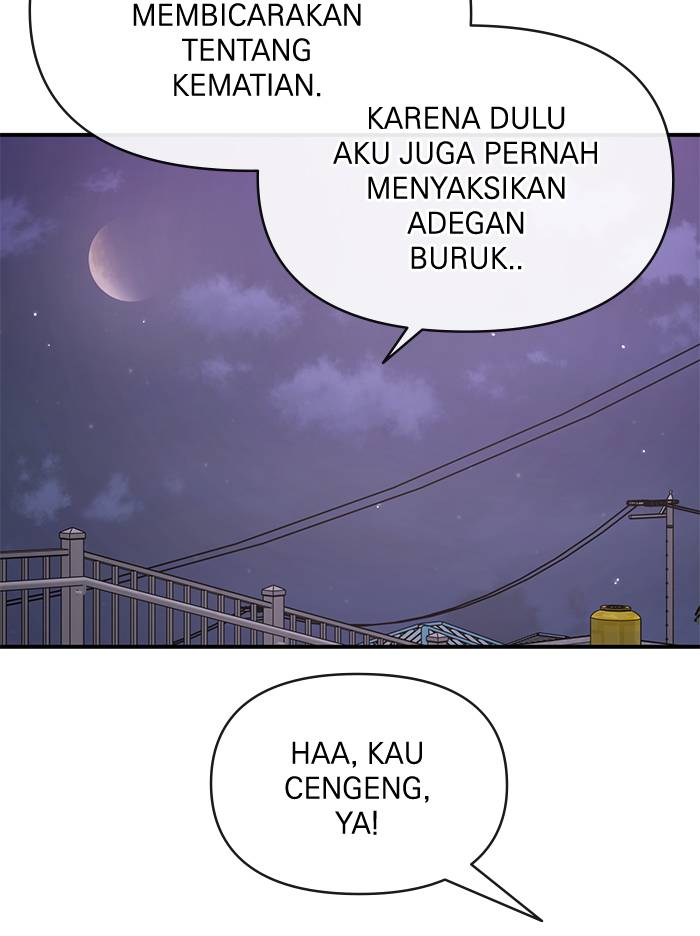 MEMBICARAKAN
TENTANG
KEMATIAN.
KARENA DULU
AKU JUGA PERNAH
MENYAKSIKAN
ADEGAN
BURUK..
HAA, KAU
CENGENG,
YA!